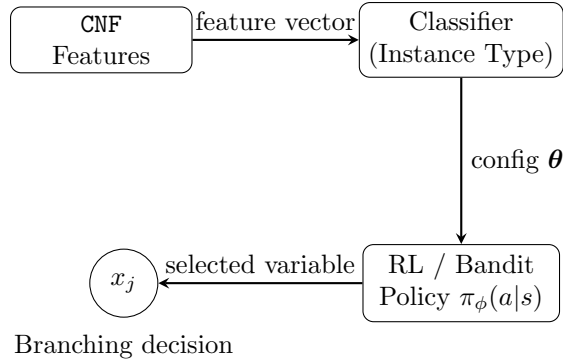 CNF
Features
feature vector
Classifier
(Instance Type)
config θ
RL / Bandit
Policy π_ϕ(a|s)
selected variable
x_j
Branching decision